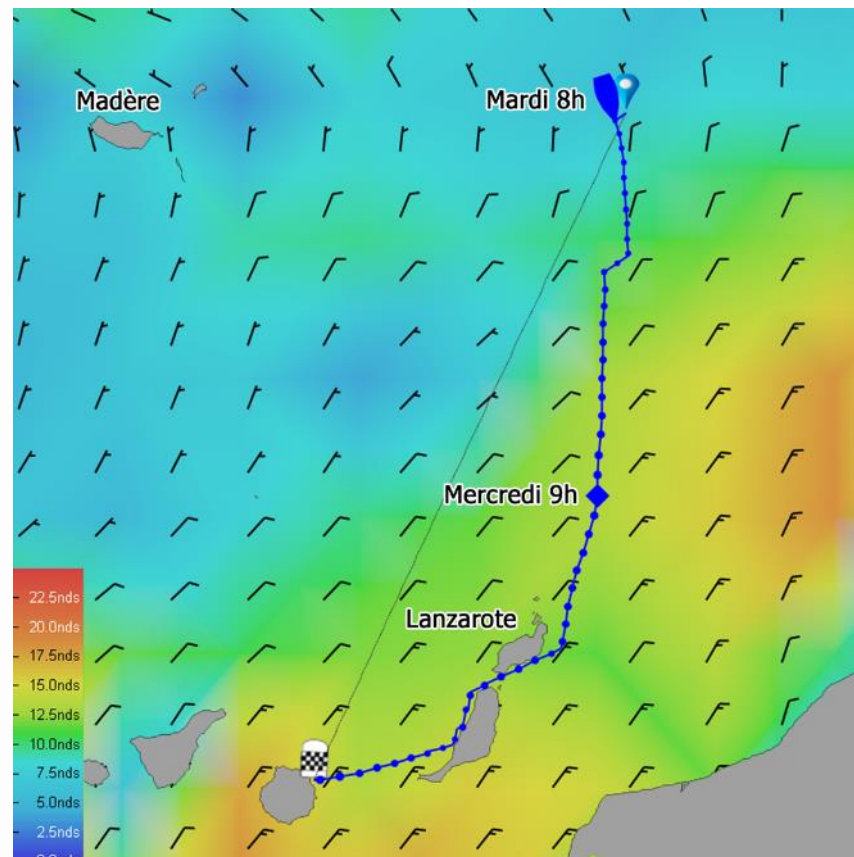 Madère
Mardi 8h
Mercredi 9h
Lanzarote
22.5nds
20.0nds
17.5nds
15.0nds
12.5nds
10.0nds
7.5nds
5.0nds
2.5nds